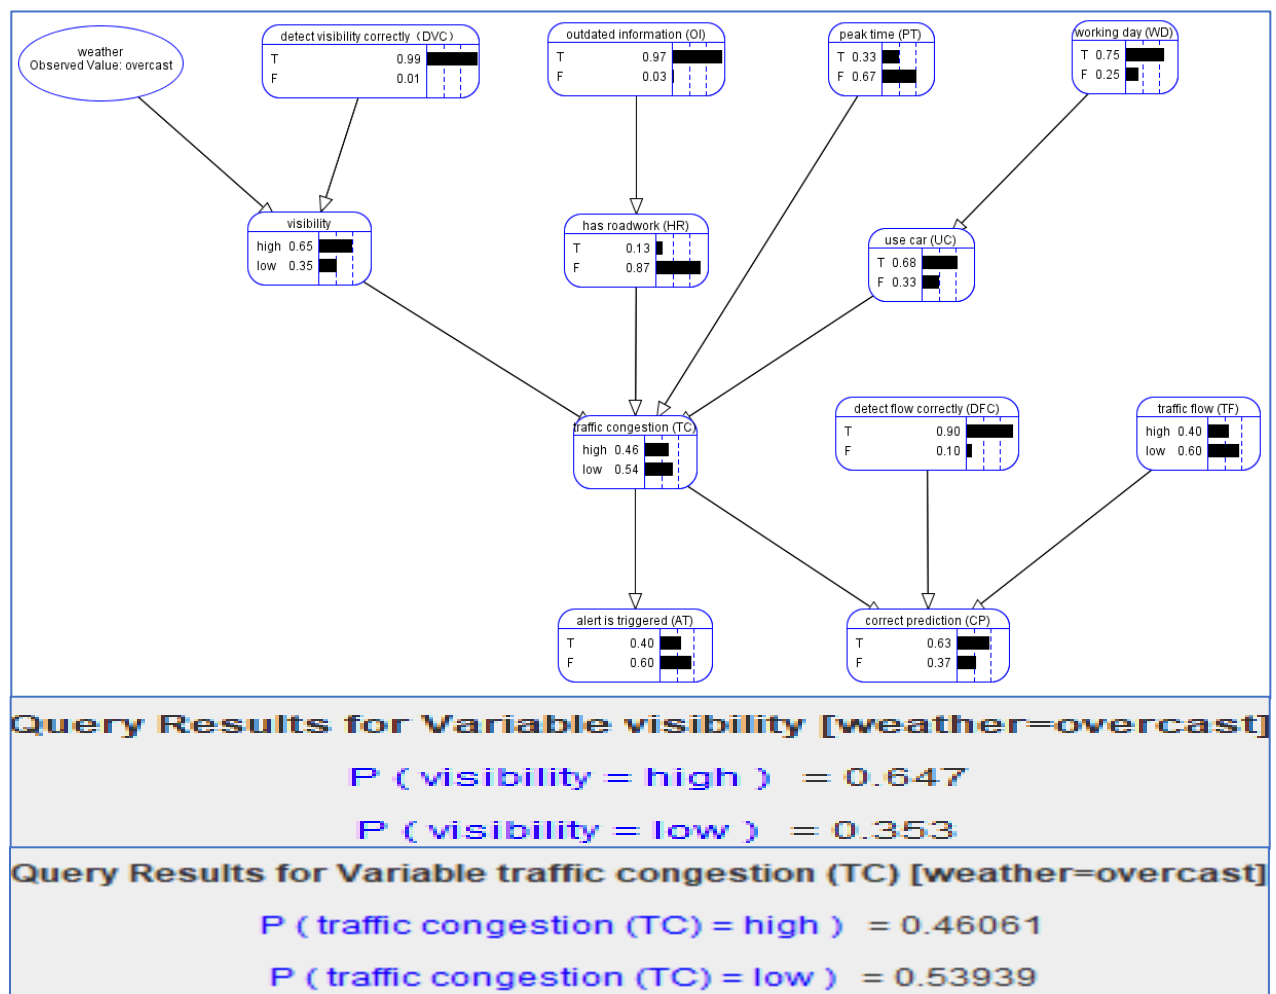 weather
Observed Value: overcast
detect visibility correctly (DVC)
T 0.99
F 0.01
outdated information (OI)
T 0.97
F 0.03
peak time (PT)
T 0.33
F 0.67
working day (WD)
T 0.75
F 0.25
visibility
high 0.65
low 0.35
has roadwork (HR)
T 0.13
F 0.87
use car (UC)
T 0.68
F 0.33
traffic congestion (TC)
high 0.46
low 0.54
detect flow correctly (DFC)
T 0.90
F 0.10
traffic flow (TF)
high 0.40
low 0.60
alert is triggered (AT)
T 0.40
F 0.60
correct prediction (CP)
T 0.63
F 0.37
Query Results for Variable visibility [weather=overcast]
P ( visibility = high ) = 0.647
P ( visibility = low ) = 0.353
Query Results for Variable traffic congestion (TC) [weather=overcast]
P ( traffic congestion (TC) = high ) = 0.46061
P ( traffic congestion (TC) = low ) = 0.53939